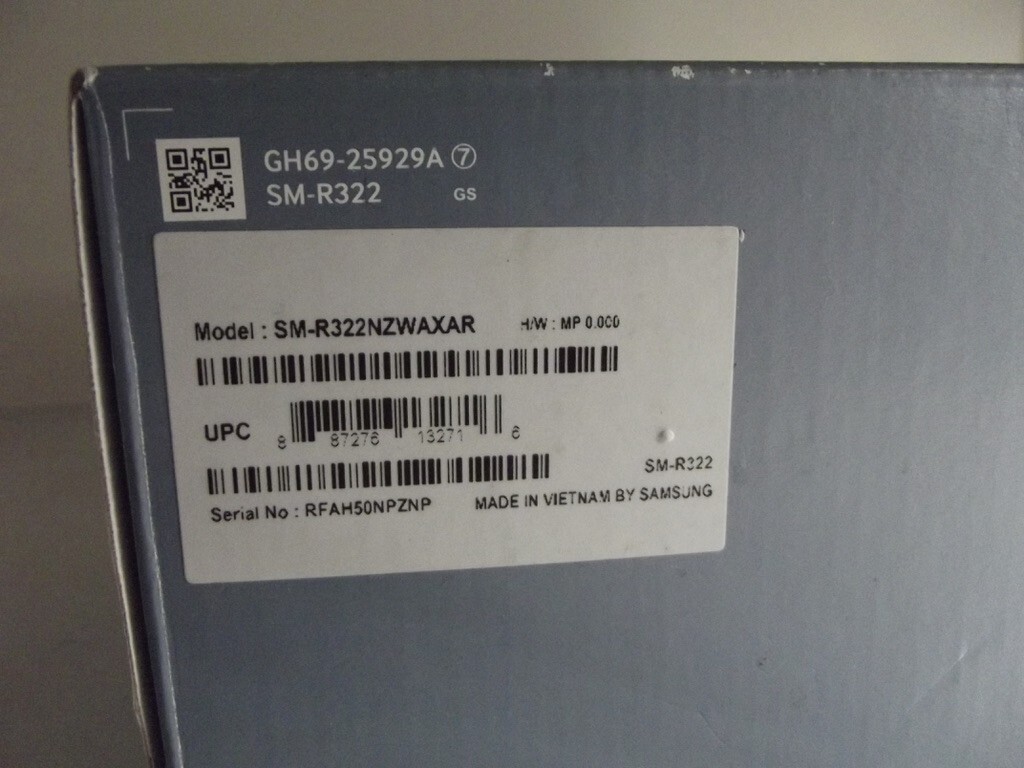 GH69-25929A ⑦
SM-R322 GS
Model : SM-R322NZWAXAR H/W : MP 0.000
UPC 8 87276 13271 6
SM-R322
Serial No : RFAH50NPZNP MADE IN VIETNAM BY SAMSUNG